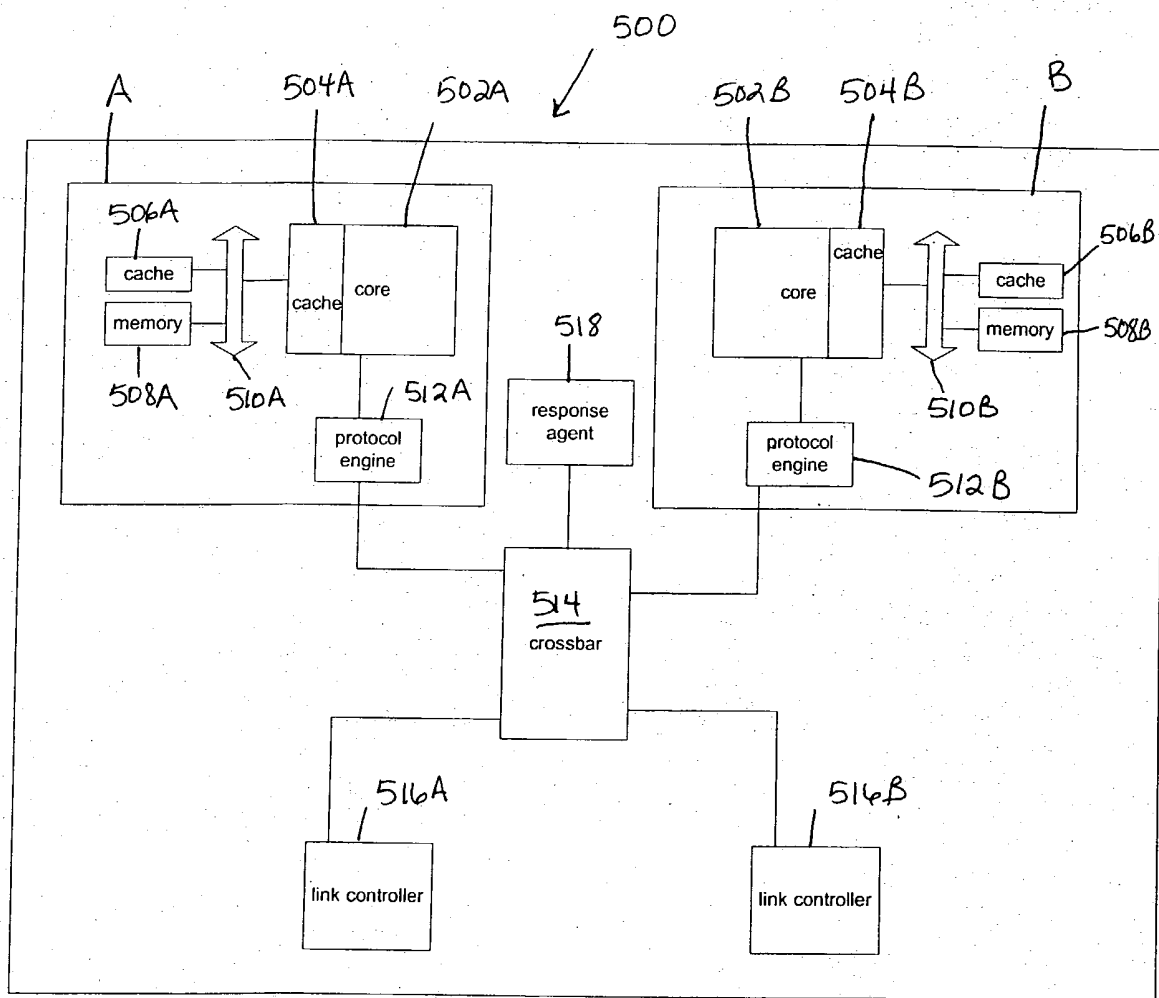 500
A
504A
502A
502B
504B
B
506A
cache
memory
508A
510A
cache
core
512A
protocol
engine
518
response
agent
core
cache
506B
cache
memory
508B
510B
protocol
engine
512B
514
crossbar
516A
link controller
516B
link controller